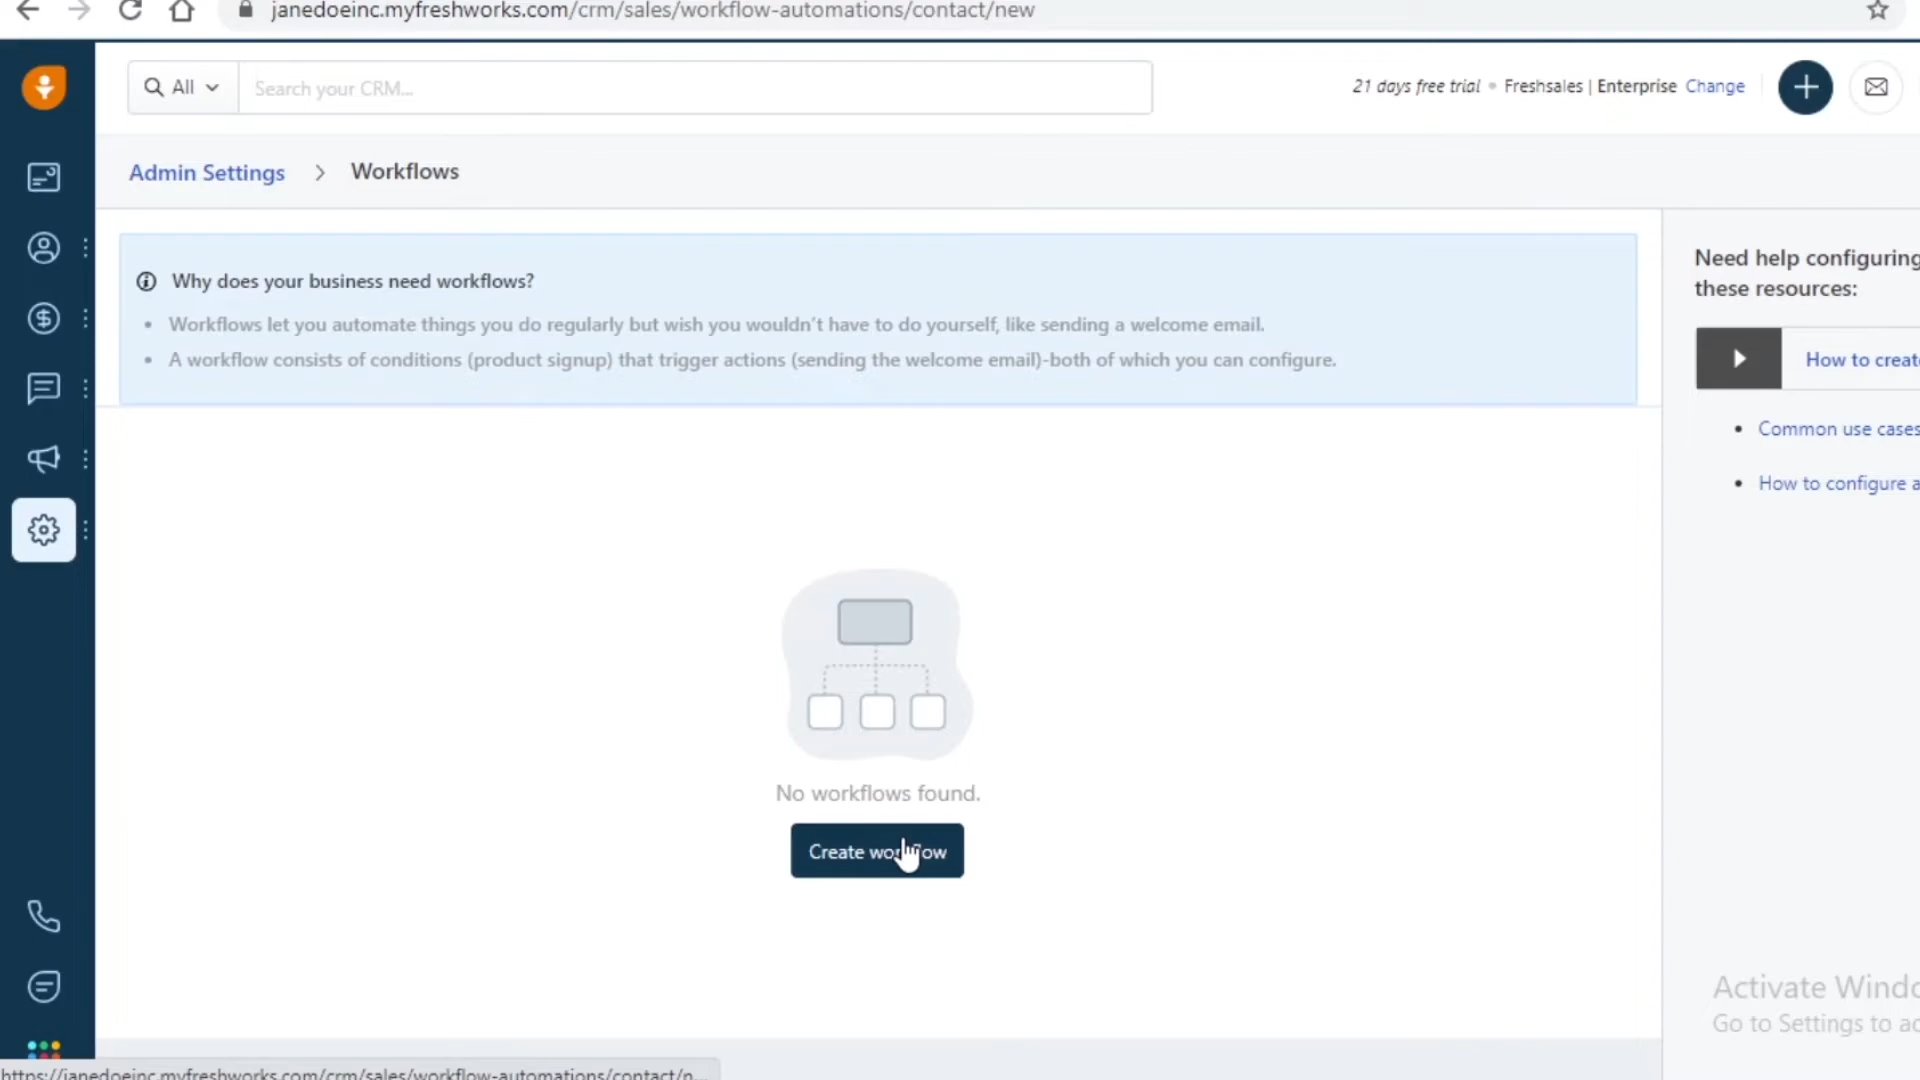 janedoeinc.myfreshworks.com/crm/sales/workflow-automations/contact/new
All
Search your CRM...
21 days free trial • Freshsales | Enterprise Change
Admin Settings > Workflows
Why does your business need workflows?
• Workflows let you automate things you do regularly but wish you wouldn't have to do yourself, like sending a welcome email.
• A workflow consists of conditions (product signup) that trigger actions (sending the welcome email)-both of which you can configure.
Need help configuring
these resources:
How to create
• Common use cases
• How to configure a
No workflows found.
Create workflow
Activate Windo
Go to Settings to ac
https://janedoeinc.myfreshworks.com/crm/sales/workflow-automations/contact/n...